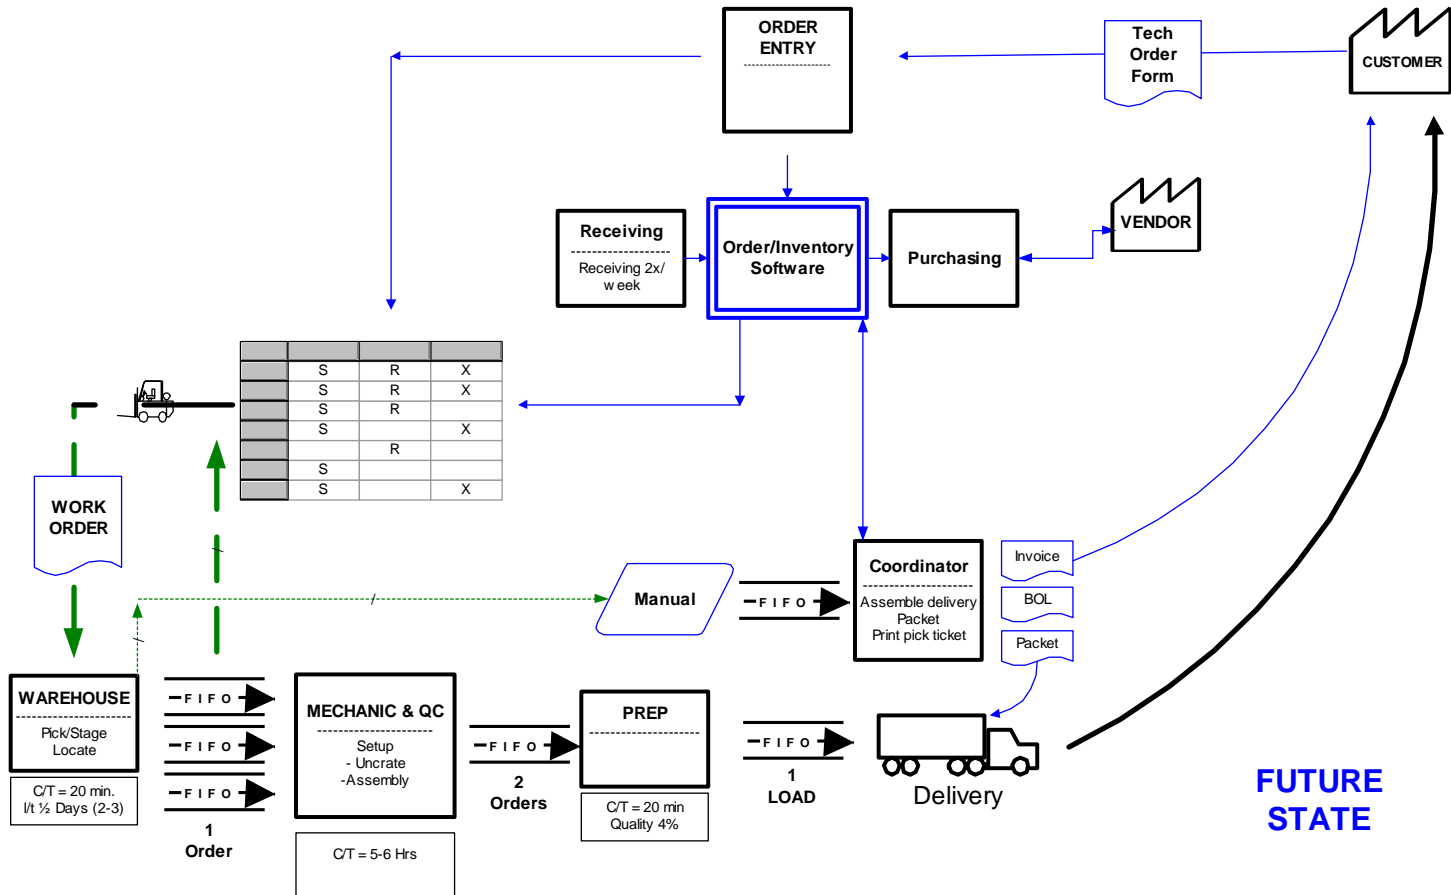 ORDER
ENTRY
Tech
Order
Form
CUSTOMER
Receiving
Receiving 2x/
week
Order/Inventory
Software
Purchasing
VENDOR
S R X
S R X
S R
S X
R
S
S X
WORK
ORDER
Manual
FIFO
Coordinator
Assemble delivery
Packet
Print pick ticket
Invoice
BOL
Packet
WAREHOUSE
Pick/Stage
Locate
C/T = 20 min.
l/t ½ Days (2-3)
FIFO
FIFO
FIFO
1
Order
MECHANIC & QC
Setup
- Uncrate
-Assembly
C/T = 5-6 Hrs
FIFO
2
Orders
PREP
C/T = 20 min
Quality 4%
FIFO
1
LOAD
Delivery
FUTURE
STATE